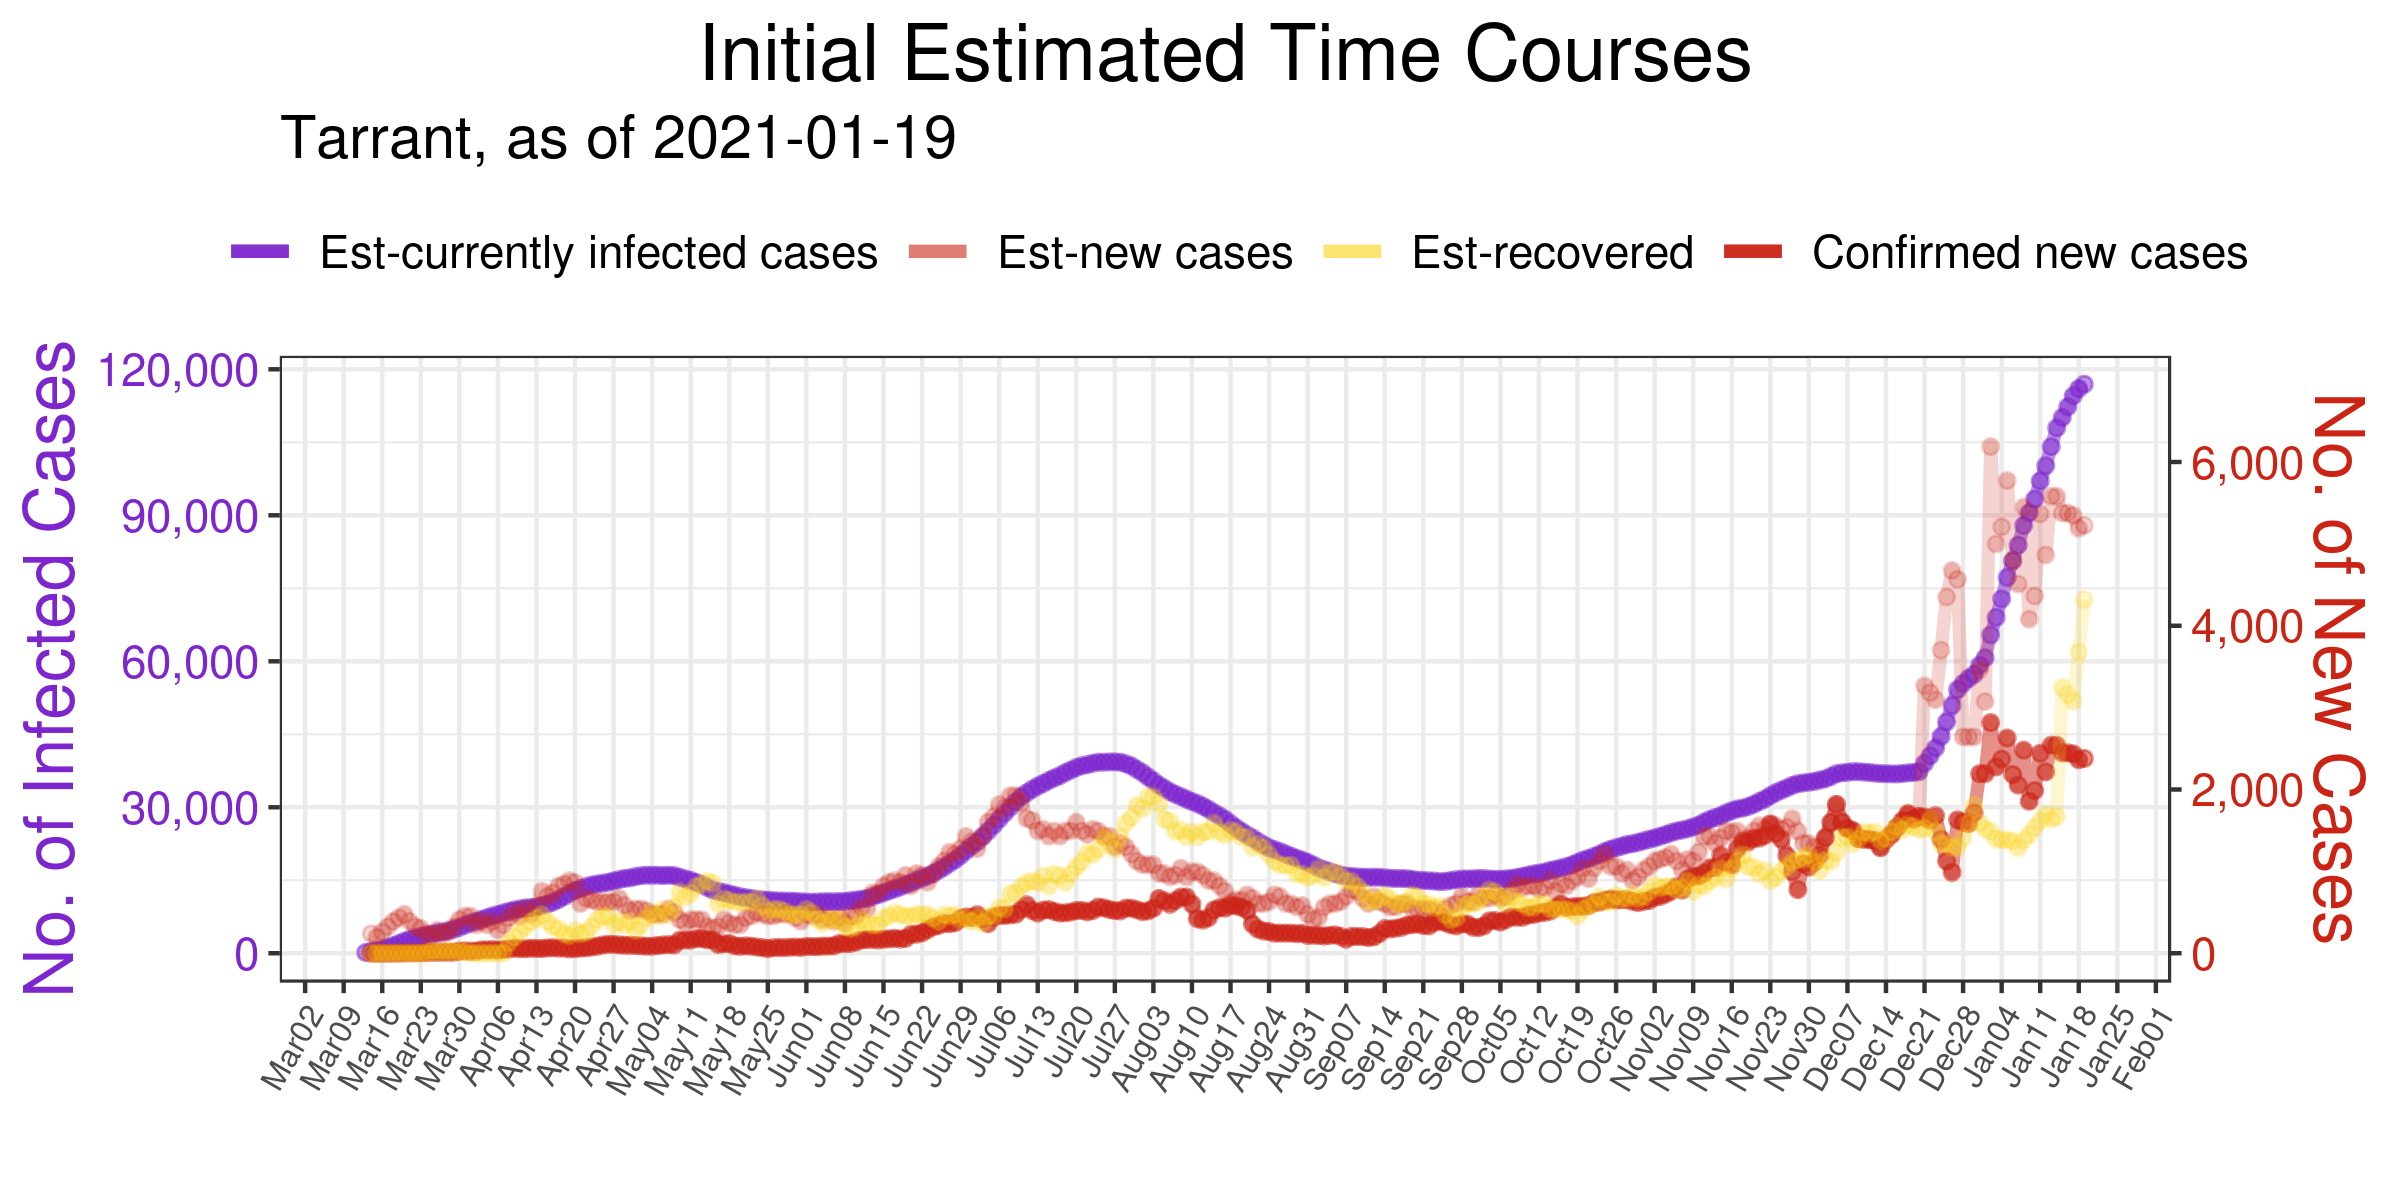 Initial Estimated Time Courses
Tarrant, as of 2021-01-19
Est-currently infected cases
Est-new cases
Est-recovered
Confirmed new cases
No. of Infected Cases
120,000
90,000
60,000
30,000
0
6,000
4,000
2,000
0
No. of New Cases
Mar02
Mar09
Mar16
Mar23
Mar30
Apr06
Apr13
Apr20
Apr27
May04
May11
May18
May25
Jun01
Jun08
Jun15
Jun22
Jun29
Jul06
Jul13
Jul20
Jul27
Aug03
Aug10
Aug17
Aug24
Aug31
Sep07
Sep14
Sep21
Sep28
Oct05
Oct12
Oct19
Oct26
Nov02
Nov09
Nov16
Nov23
Nov30
Dec07
Dec14
Dec21
Dec28
Jan04
Jan11
Jan18
Jan25
Feb01